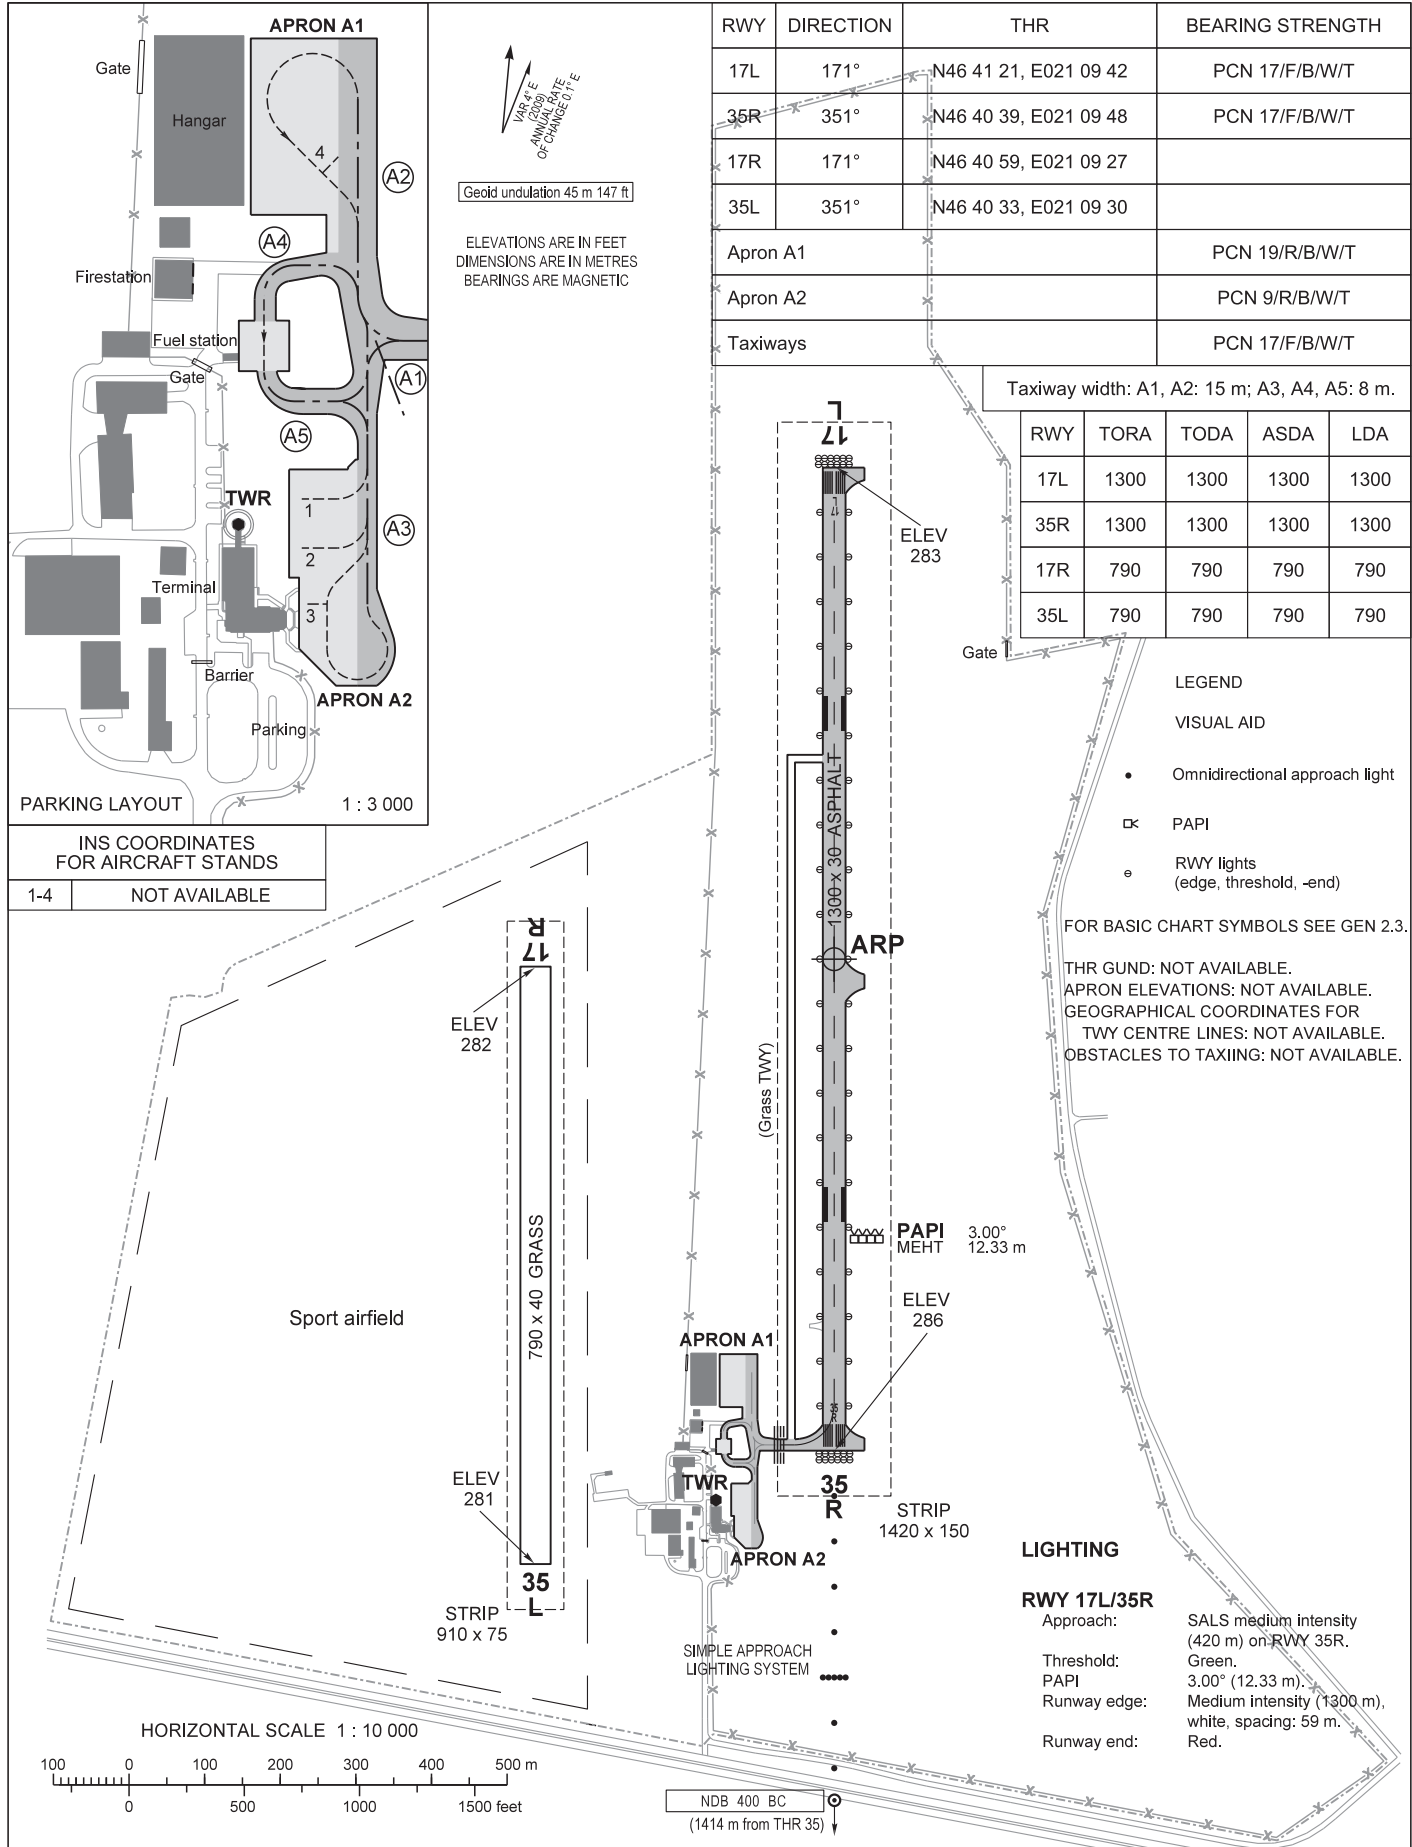 APRON A1
Gate
Hangar
4
A2
A4
Firestation
Fuel station
Gate
A1
A5
TWR
1
A3
2
Terminal
3
Barrier
APRON A2
Parking
PARKING LAYOUT 1 : 3 000
INS COORDINATES
FOR AIRCRAFT STANDS
1-4 NOT AVAILABLE
VAR 4° E
(2009)
ANNUAL RATE
OF CHANGE 0.1° E
Geoid undulation 45 m 147 ft
ELEVATIONS ARE IN FEET
DIMENSIONS ARE IN METRES
BEARINGS ARE MAGNETIC
RWY DIRECTION THR BEARING STRENGTH
17L 171° N46 41 21, E021 09 42 PCN 17/F/B/W/T
35R 351° N46 40 39, E021 09 48 PCN 17/F/B/W/T
17R 171° N46 40 59, E021 09 27
35L 351° N46 40 33, E021 09 30
Apron A1 PCN 19/R/B/W/T
Apron A2 PCN 9/R/B/W/T
Taxiways PCN 17/F/B/W/T
Taxiway width: A1, A2: 15 m; A3, A4, A5: 8 m.
RWY TORA TODA ASDA LDA
17L 1300 1300 1300 1300
35R 1300 1300 1300 1300
17R 790 790 790 790
35L 790 790 790 790
17
L
17L
ELEV
283
Gate
LEGEND
VISUAL AID
Omnidirectional approach light
PAPI
RWY lights
(edge, threshold, -end)
FOR BASIC CHART SYMBOLS SEE GEN 2.3.
THR GUND: NOT AVAILABLE.
APRON ELEVATIONS: NOT AVAILABLE.
GEOGRAPHICAL COORDINATES FOR
TWY CENTRE LINES: NOT AVAILABLE.
OBSTACLES TO TAXIING: NOT AVAILABLE.
1300 x 30 ASPHALT
ARP
(Grass TWY)
17
R
ELEV
282
790 x 40 GRASS
Sport airfield
PAPI 3.00°
MEHT 12.33 m
ELEV
286
APRON A1
35R
TWR
APRON A2
ELEV
281
35
L
STRIP
910 x 75
35
R
STRIP
1420 x 150
SIMPLE APPROACH
LIGHTING SYSTEM
LIGHTING
RWY 17L/35R
Approach: SALS medium intensity
(420 m) on RWY 35R.
Threshold: Green.
PAPI 3.00° (12.33 m).
Runway edge: Medium intensity (1300 m),
white, spacing: 59 m.
Runway end: Red.
HORIZONTAL SCALE 1 : 10 000
100 0 100 200 300 400 500 m
0 500 1000 1500 feet
NDB 400 BC
(1414 m from THR 35)